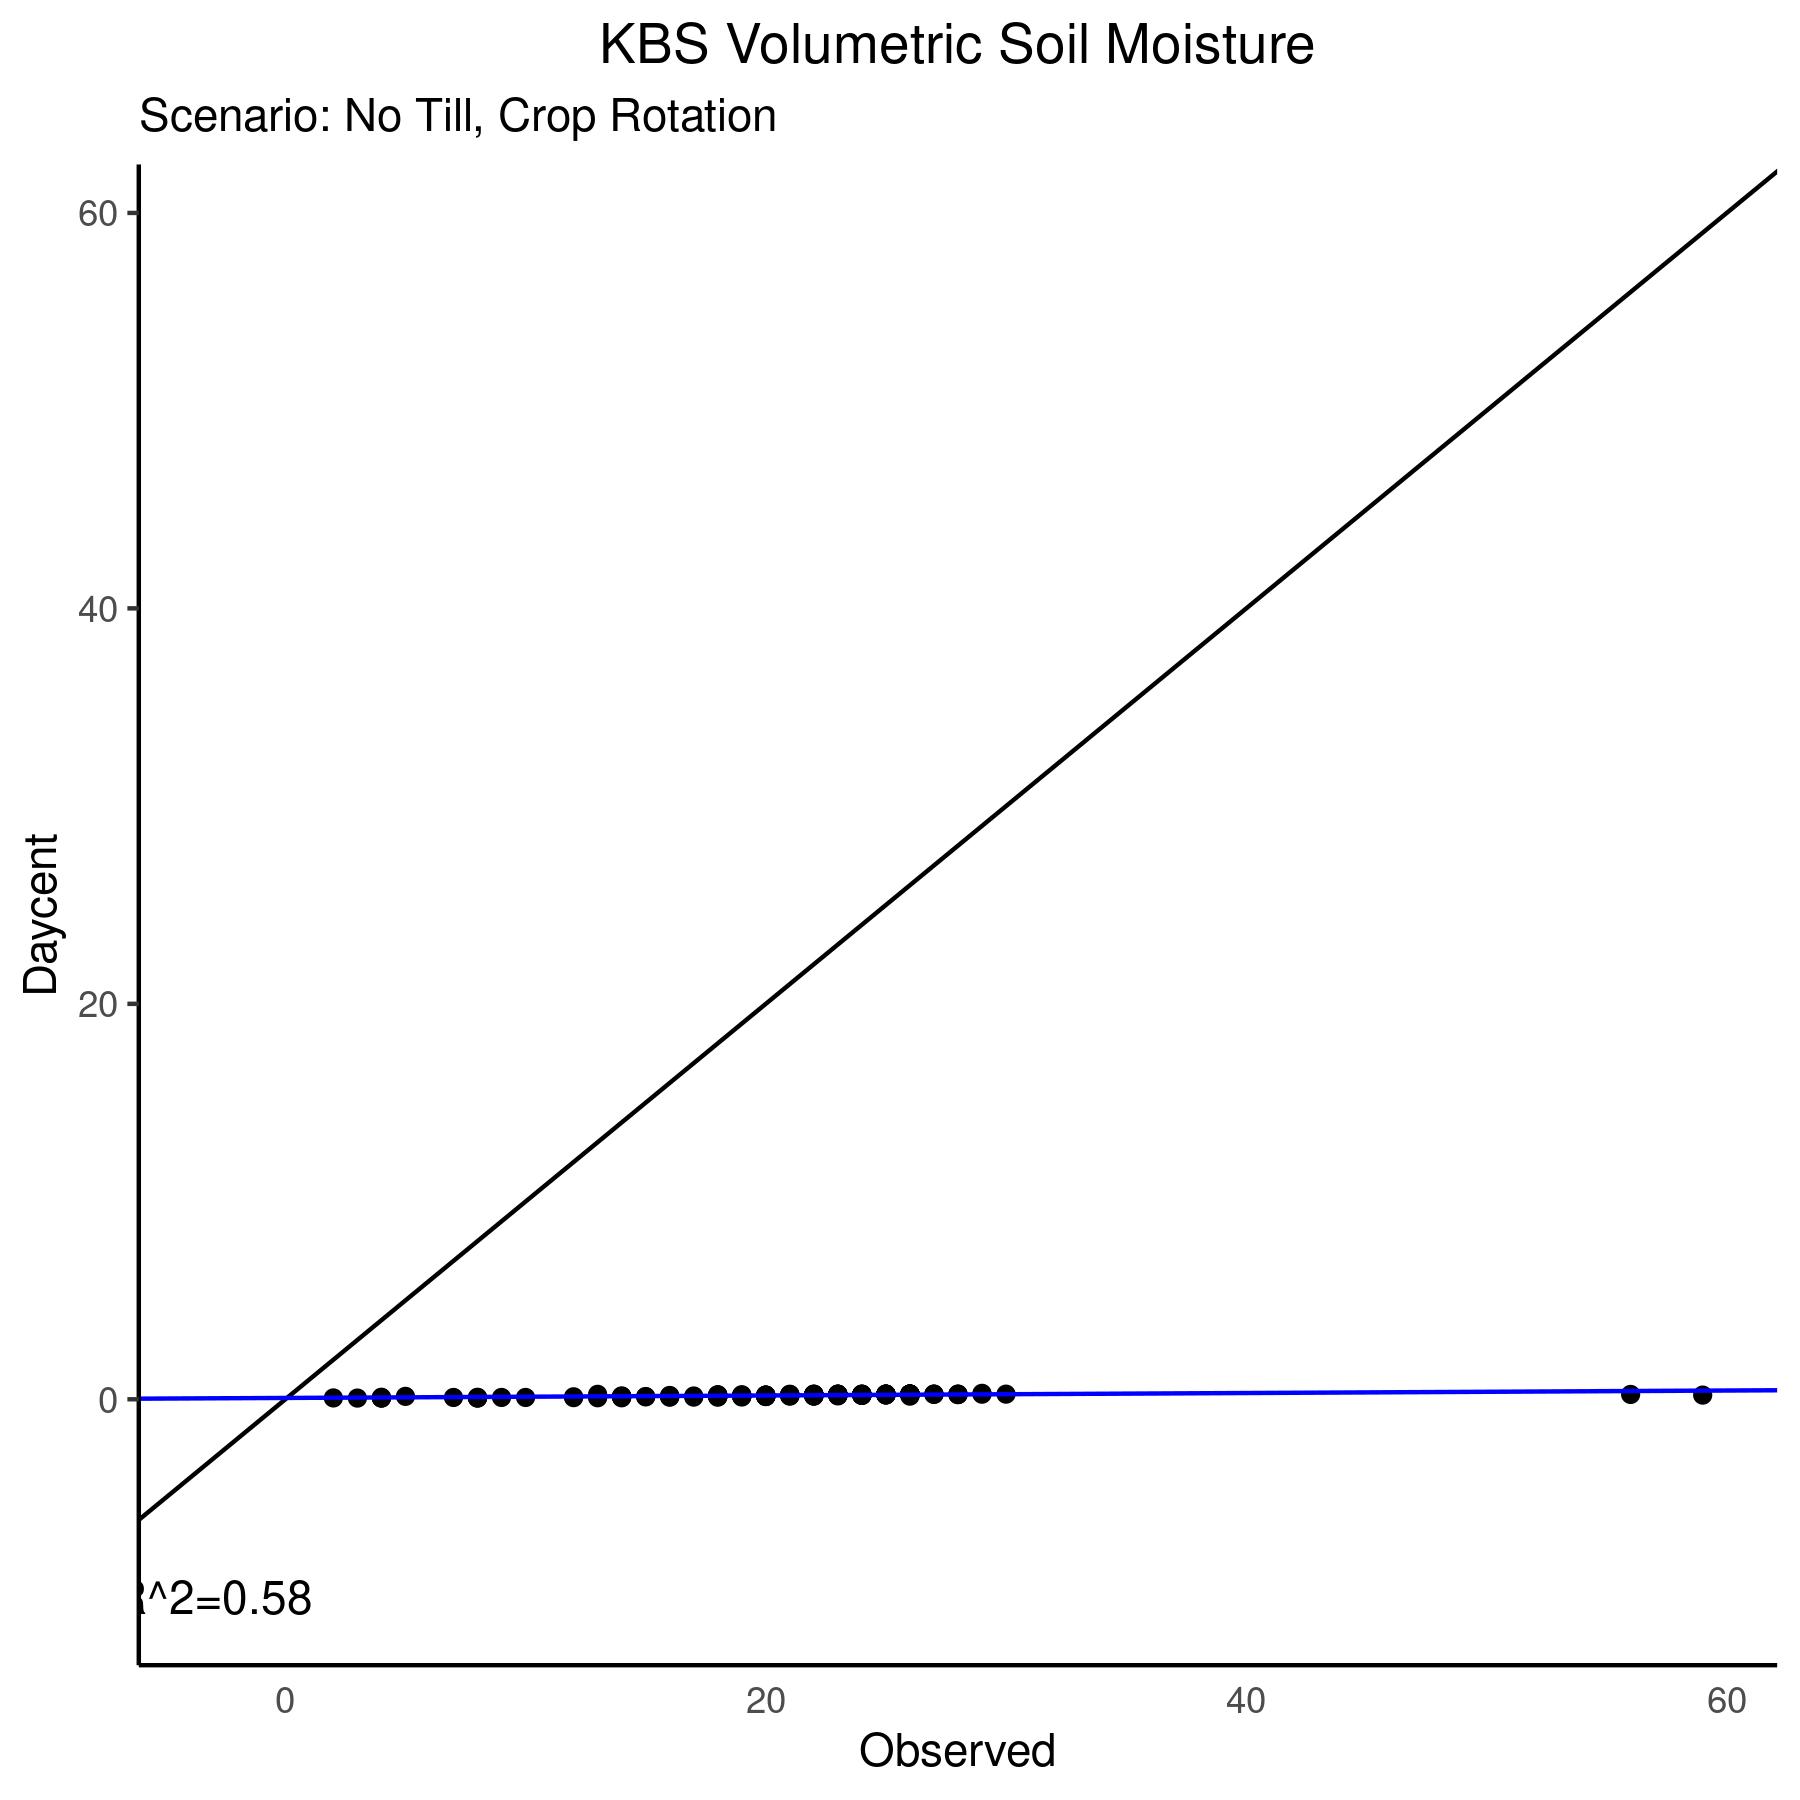 KBS Volumetric Soil Moisture
Scenario: No Till, Crop Rotation
60
40
20
0
Daycent
^2=0.58
0 20 40 60
Observed